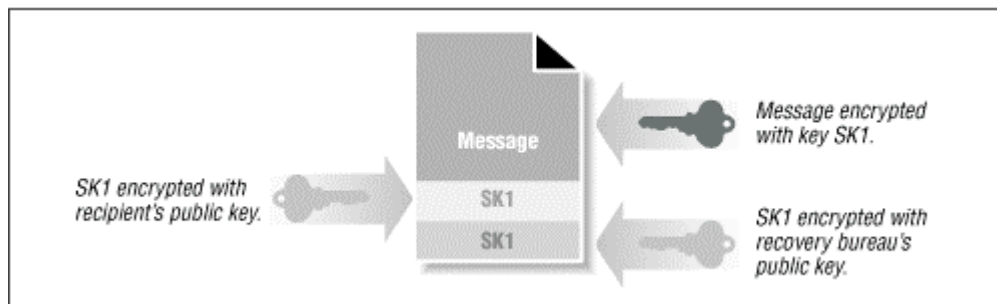 Message
Message encrypted
with key SK1.
SK1 encrypted with
recipient's public key.
SK1
SK1
SK1 encrypted with
recovery bureau's
public key.